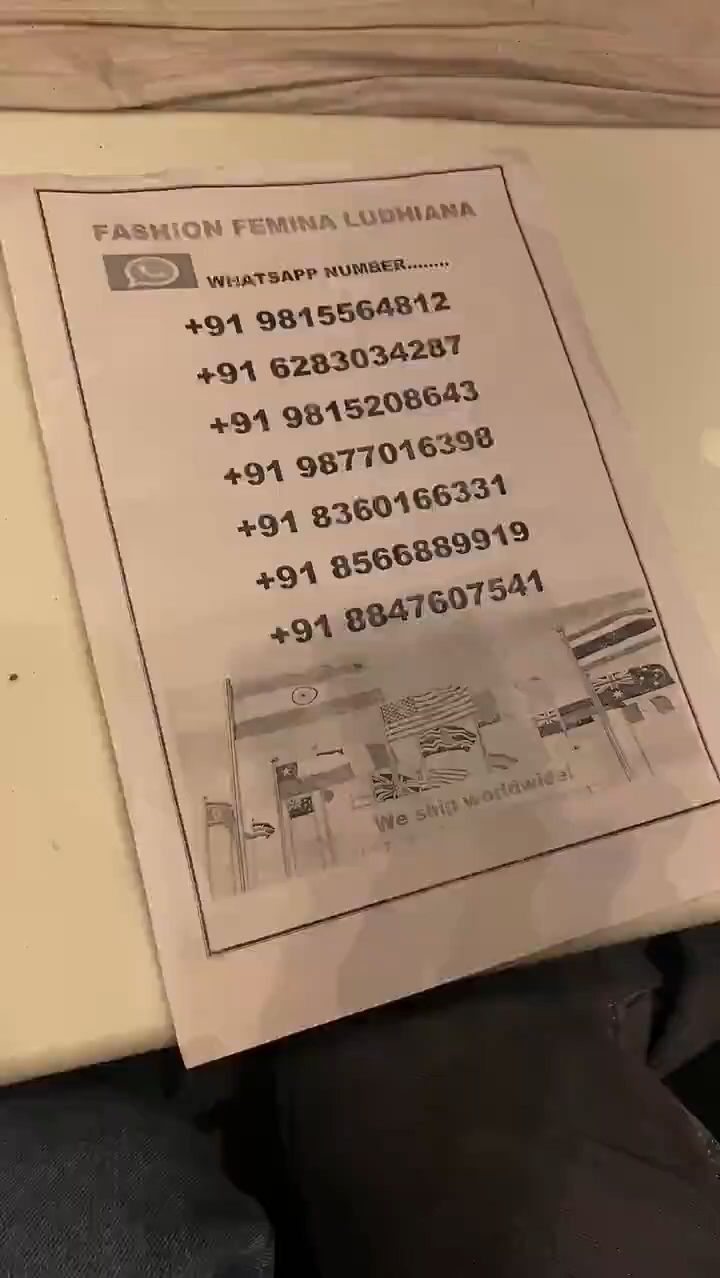 FASHION FEMINA LUDHIANA
WHATSAPP NUMBER........
+91 9815564812
+91 6283034287
+91 9815208643
+91 9877016398
+91 8360166331
+91 8566889919
+91 8847607541
We ship worldwide!